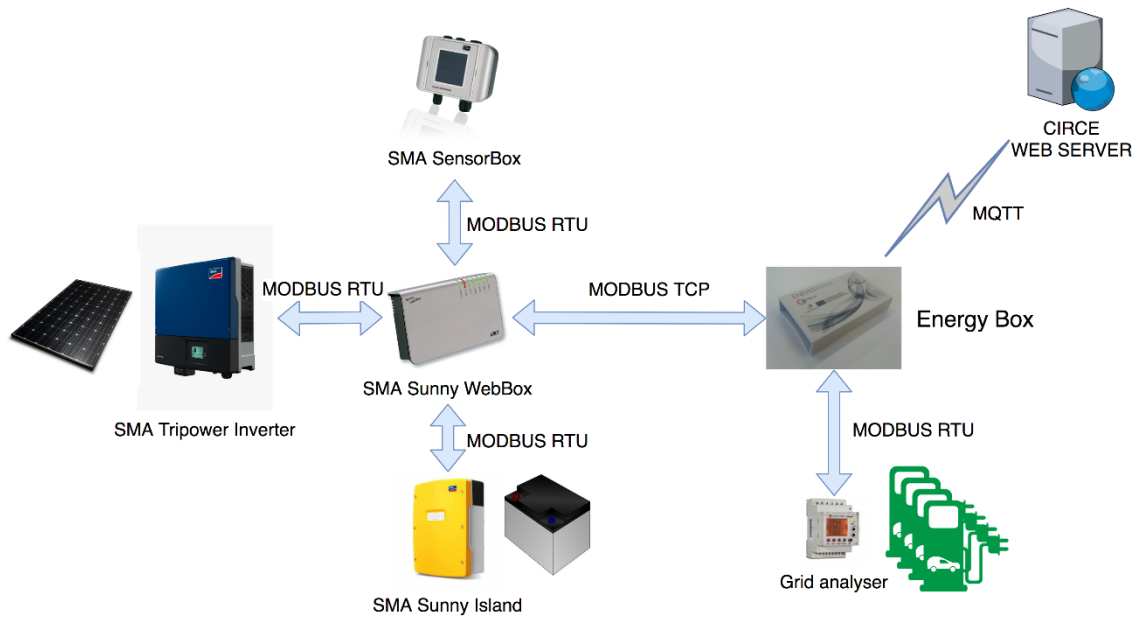 CIRCE
WEB SERVER
SMA SensorBox
MODBUS RTU
MQTT
MODBUS RTU
MODBUS TCP
Energy Box
SMA Sunny WebBox
SMA Tripower Inverter
MODBUS RTU
MODBUS RTU
Grid analyser
SMA Sunny Island